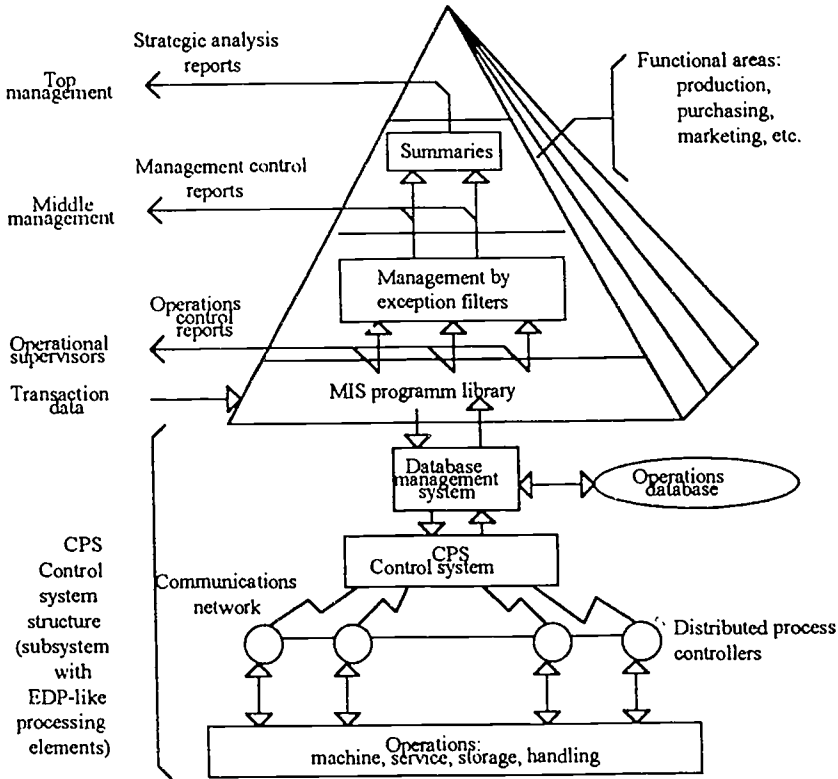 Strategic analysis
reports
Top
management
Functional areas:
production,
purchasing,
marketing, etc.
Summaries
Management control
reports
Middle
management
Management by
exception filters
Operations
control
reports
Operational
supervisors
Transaction
data
MIS programm library
Database
management
system
Operations
database
CPS
Control system
CPS
Control
system
structure
(subsystem
with
EDP-like
processing
elements)
Communications
network
Distributed process
controllers
Operations:
machine, service, storage, handling